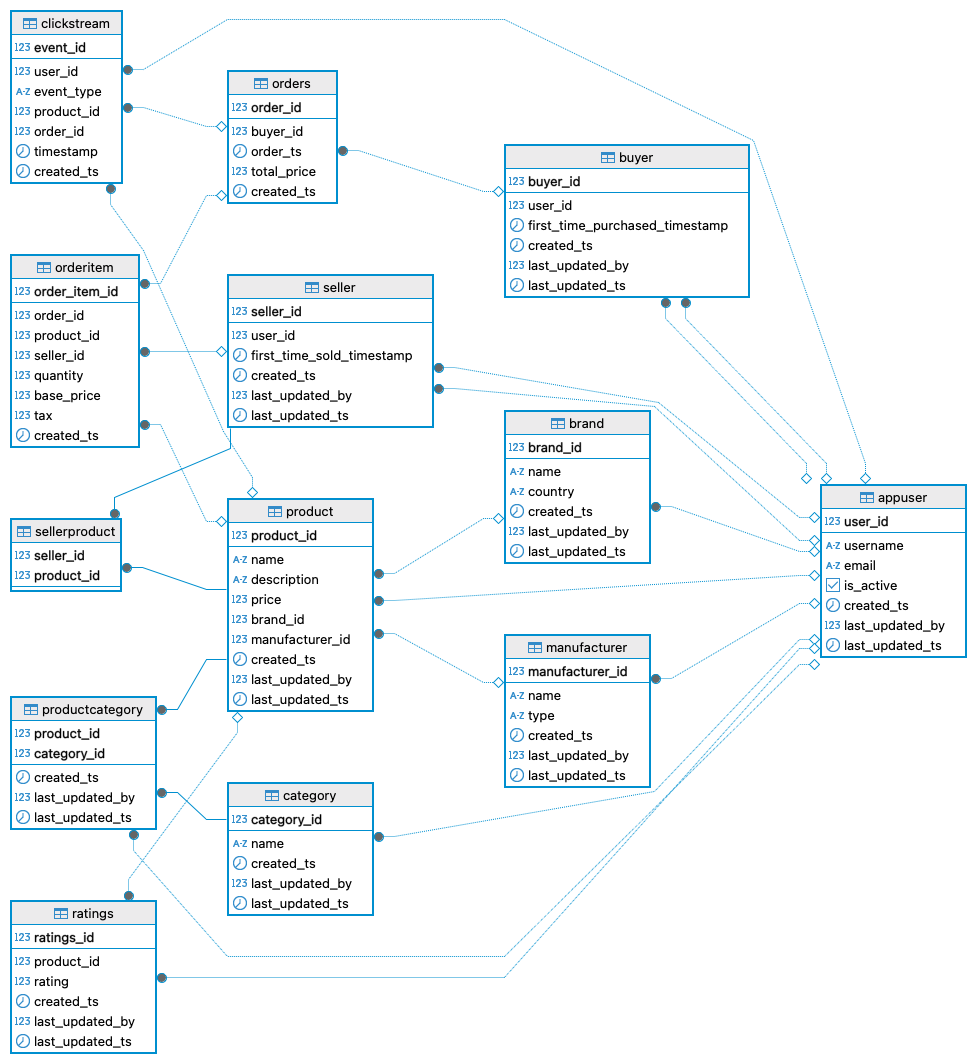 clickstream
123 event_id
123 user_id
A-Z event_type
123 product_id
123 order_id
timestamp
created_ts
orders
123 order_id
123 buyer_id
order_ts
123 total_price
created_ts
buyer
123 buyer_id
123 user_id
first_time_purchased_timestamp
created_ts
123 last_updated_by
last_updated_ts
orderitem
123 order_item_id
123 order_id
123 product_id
123 seller_id
123 quantity
123 base_price
123 tax
created_ts
seller
123 seller_id
123 user_id
first_time_sold_timestamp
created_ts
123 last_updated_by
last_updated_ts
brand
123 brand_id
A-Z name
A-Z country
created_ts
123 last_updated_by
last_updated_ts
appuser
123 user_id
A-Z username
A-Z email
is_active
created_ts
123 last_updated_by
last_updated_ts
sellerproduct
123 seller_id
123 product_id
product
123 product_id
A-Z name
A-Z description
123 price
123 brand_id
123 manufacturer_id
created_ts
123 last_updated_by
last_updated_ts
manufacturer
123 manufacturer_id
A-Z name
A-Z type
created_ts
123 last_updated_by
last_updated_ts
productcategory
123 product_id
123 category_id
created_ts
123 last_updated_by
last_updated_ts
category
123 category_id
A-Z name
created_ts
123 last_updated_by
last_updated_ts
ratings
123 ratings_id
123 product_id
123 rating
created_ts
123 last_updated_by
last_updated_ts